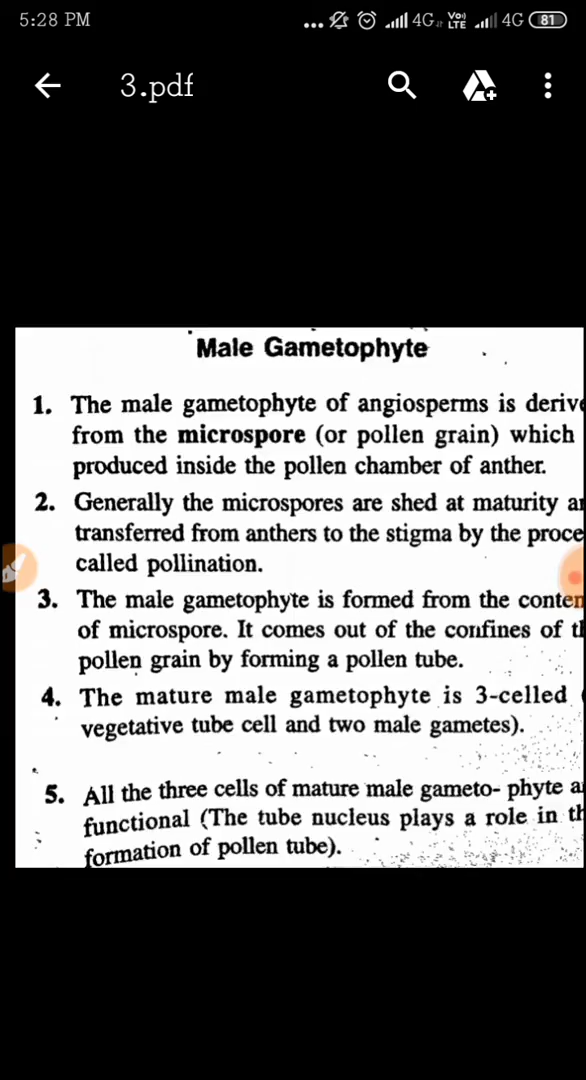 5:28 PM ... 4G VoLTE 4G 81
3.pdf
Male Gametophyte
1. The male gametophyte of angiosperms is
from the microspore (or pollen grain) which
produced inside the pollen chamber of anther.
2. Generally the microspores are shed at maturity
transferred from anthers to the stigma by the
called pollination.
3. The male gametophyte is formed from the
of microspore. It comes out of the confines of
pollen grain by forming a pollen tube.
4. The mature male gametophyte is 3-celled
vegetative tube cell and two male gametes).
5. All the three cells of mature male gameto- phyte
functional (The tube nucleus plays a role in
formation of pollen tube).